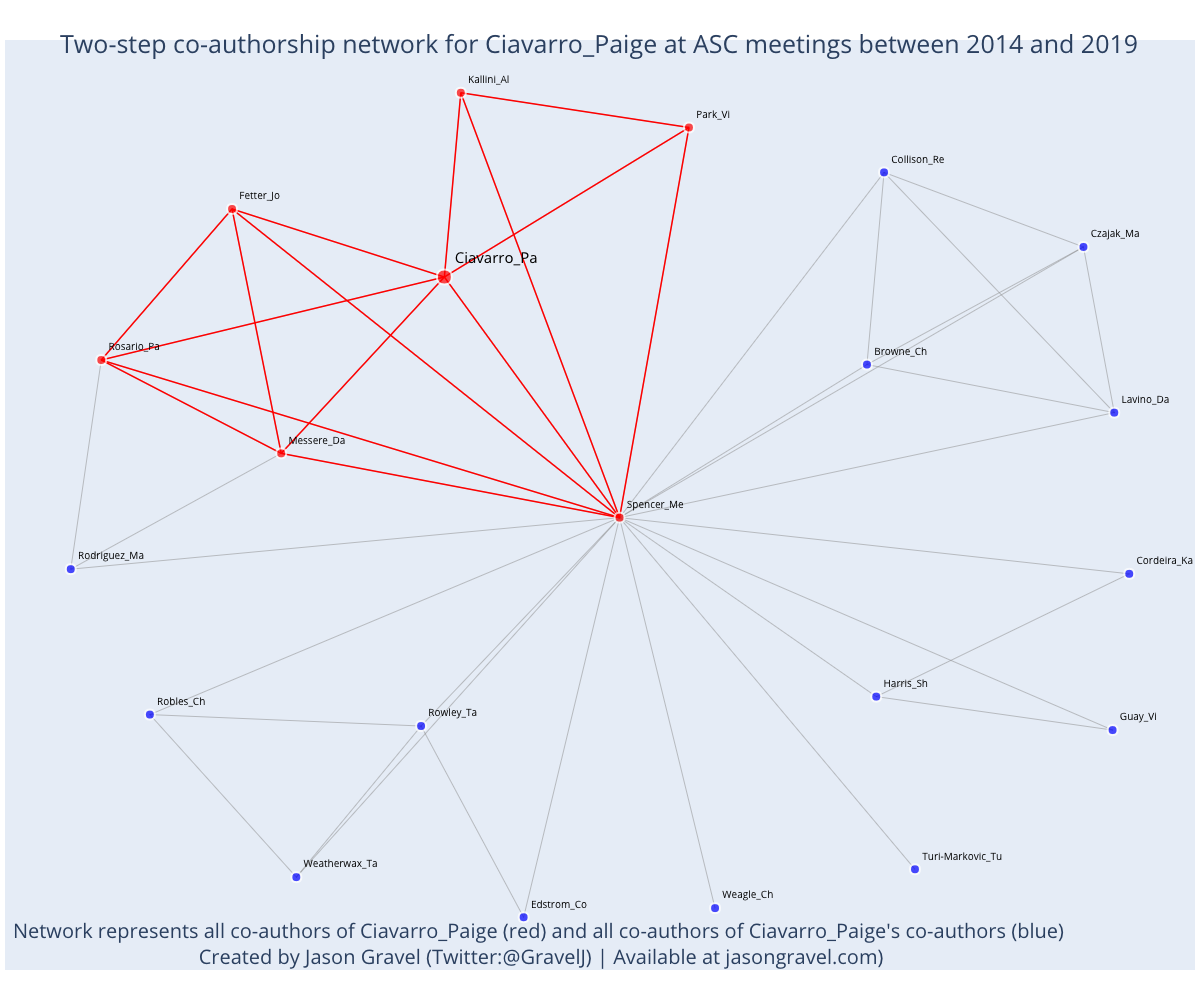 Two-step co-authorship network for Ciavarro_Paige at ASC meetings between 2014 and 2019
Kallini_Al
Park_Vi
Collison_Re
Fetter_Jo
Czajak_Ma
Ciavarro_Pa
Rosario_Pa
Browne_Ch
Lavino_Da
Messere_Da
Spencer_Me
Rodriguez_Ma
Cordeira_Ka
Harris_Sh
Robles_Ch
Rowley_Ta
Guay_Vi
Turi-Markovic_Tu
Weatherwax_Ta
Weagle_Ch
Edstrom_Co
Network represents all co-authors of Ciavarro_Paige (red) and all co-authors of Ciavarro_Paige's co-authors (blue)
Created by Jason Gravel (Twitter:@GravelJ) | Available at jasongravel.com)